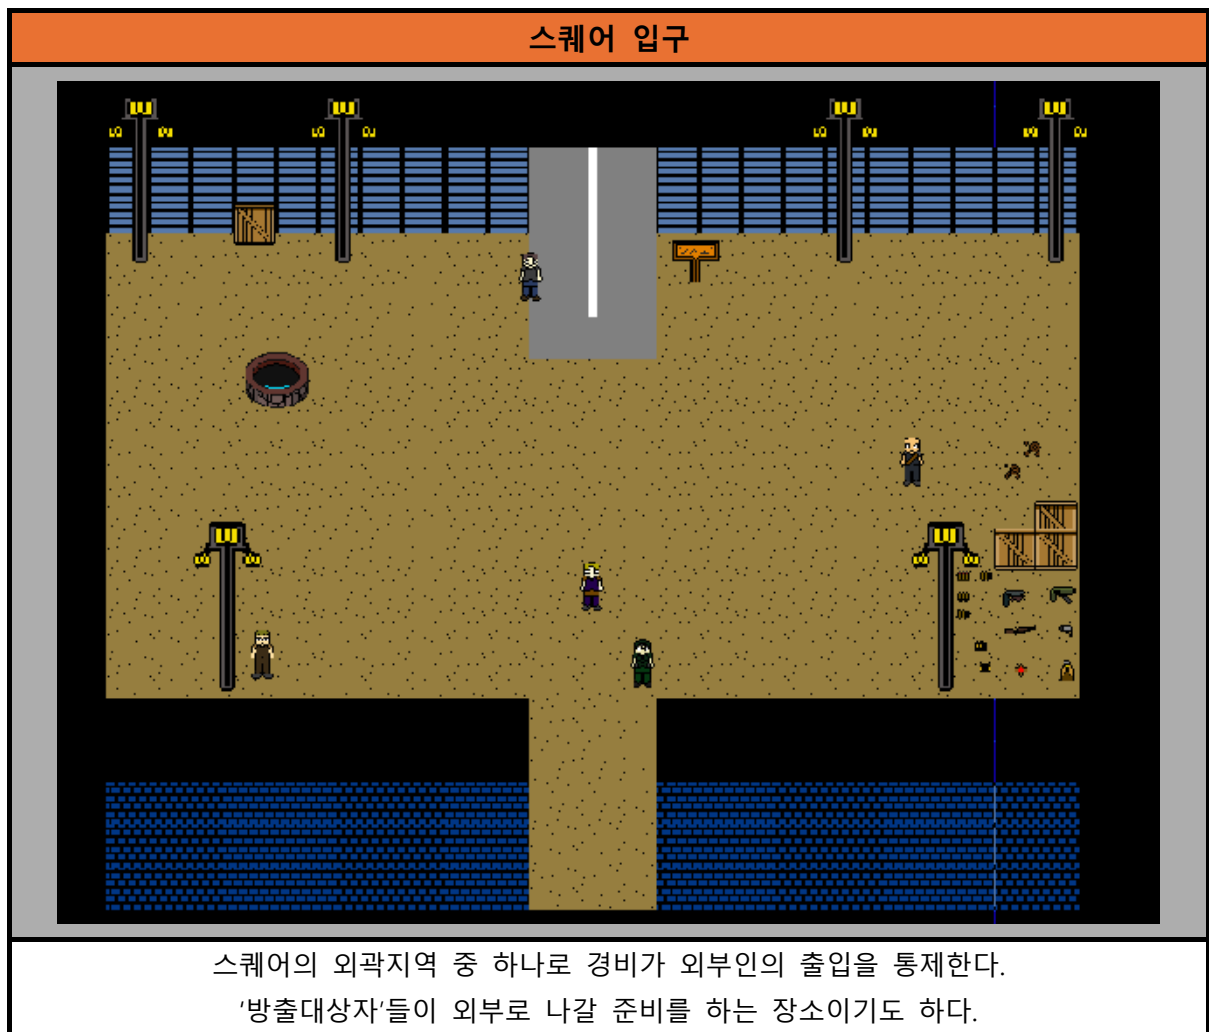 스퀘어 입구
스퀘어의 외곽지역 중 하나로 경비가 외부인의 출입을 통제한다.
'방출대상자'들이 외부로 나갈 준비를 하는 장소이기도 하다.